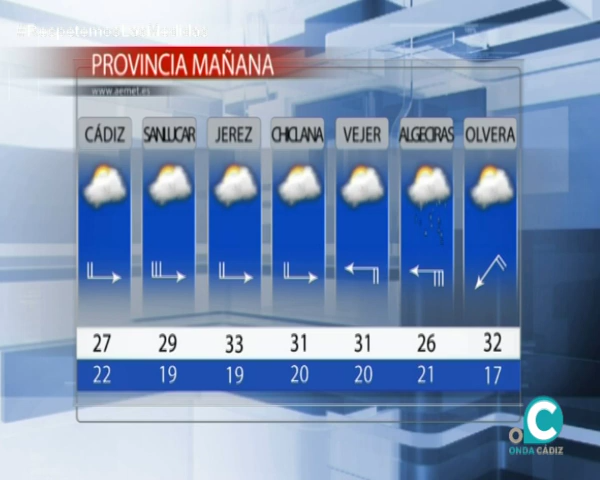 PROVINCIA MAÑANA
www.aemet.es
CÁDIZ SANLUCAR JEREZ CHICLANA VEJER ALGECIRAS OLVERA
27 29 33 31 31 26 32
22 19 19 20 20 21 17
ONDA CÁDIZ